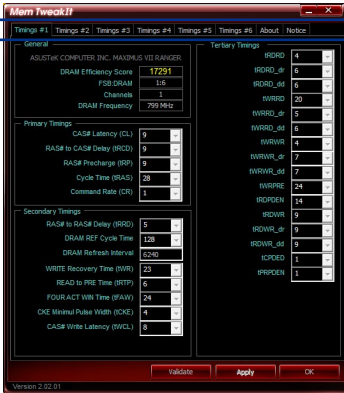 Mem TweakIt
Timings #1 Timings #2 Timings #3 Timings #4 Timings #5 Timings #6 About Notice
General
ASUSTeK COMPUTER INC. MAXIMUS VII RANGER
DRAM Efficiency Score 17291
FSB:DRAM 1:6
Channels 1
DRAM Frequency 799 MHz
Primary Timings
CAS# Latency (CL) 9
RAS# to CAS# Delay (tRCD) 9
RAS# Precharge (tRP) 9
Cycle Time (tRAS) 28
Command Rate (CR) 1
Secondary Timings
RAS# to RAS# Delay (tRRD) 5
DRAM REF Cycle Time 128
DRAM Refresh Interval 6240
WRITE Recovery Time (tWR) 23
READ to PRE Time (tRTP) 6
FOUR ACT WIN Time (tFAW) 24
CKE Minimul Pulse Width (tCKE) 4
CAS# Write Latency (tWCL) 8
Tertiary Timings
tRDRD 4
tRDRD_dr 6
tRDRD_dd 6
tWRRD 20
tWRRD_dr 5
tWRRD_dd 6
tWRWR 4
tWRWR_dr 7
tWRWR_dd 7
tWRPRE 24
tRDPDEN 14
tRDWR 9
tRDWR_dr 9
tRDWR_dd 9
tCPDED 1
tPRPDEN 1
Validate Apply OK
Version 2.02.01